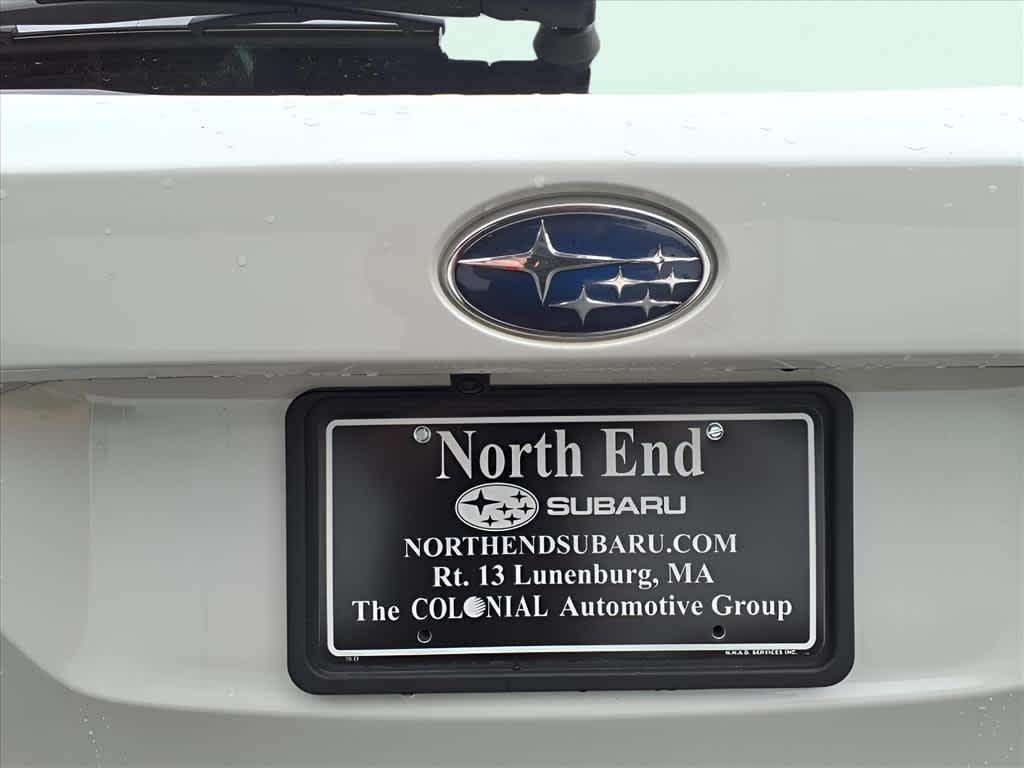 North End
SUBARU
NORTHENDSUBARU.COM
Rt. 13 Lunenburg, MA
The COLONIAL Automotive Group